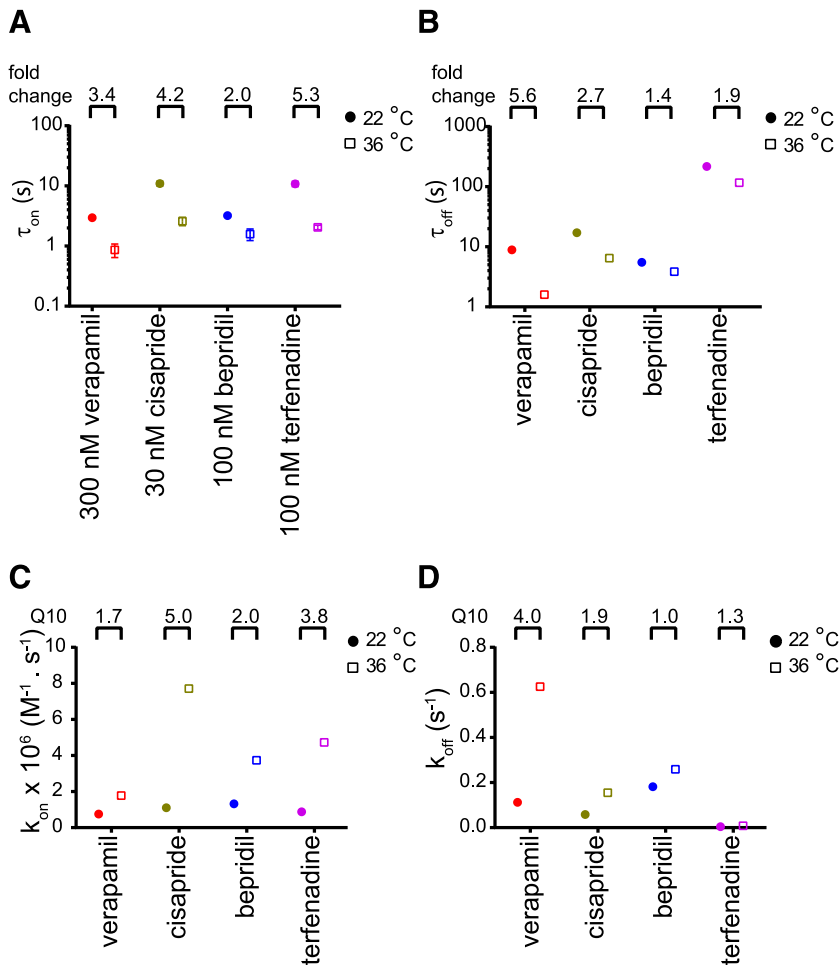 A
fold
change 3.4 4.2 2.0 5.3
22 °C
36 °C
100
10
1
0.1
τon (s)
300 nM verapamil
30 nM cisapride
100 nM bepridil
100 nM terfenadine
B
fold
change 5.6 2.7 1.4 1.9
22 °C
36 °C
1000
100
10
1
τoff (s)
verapamil
cisapride
bepridil
terfenadine
C
Q10 1.7 5.0 2.0 3.8
22 °C
36 °C
10
8
6
4
2
0
kon x 10⁶ (M⁻¹ . s⁻¹)
verapamil
cisapride
bepridil
terfenadine
D
Q10 4.0 1.9 1.0 1.3
22 °C
36 °C
0.8
0.6
0.4
0.2
0.0
koff (s⁻¹)
verapamil
cisapride
bepridil
terfenadine